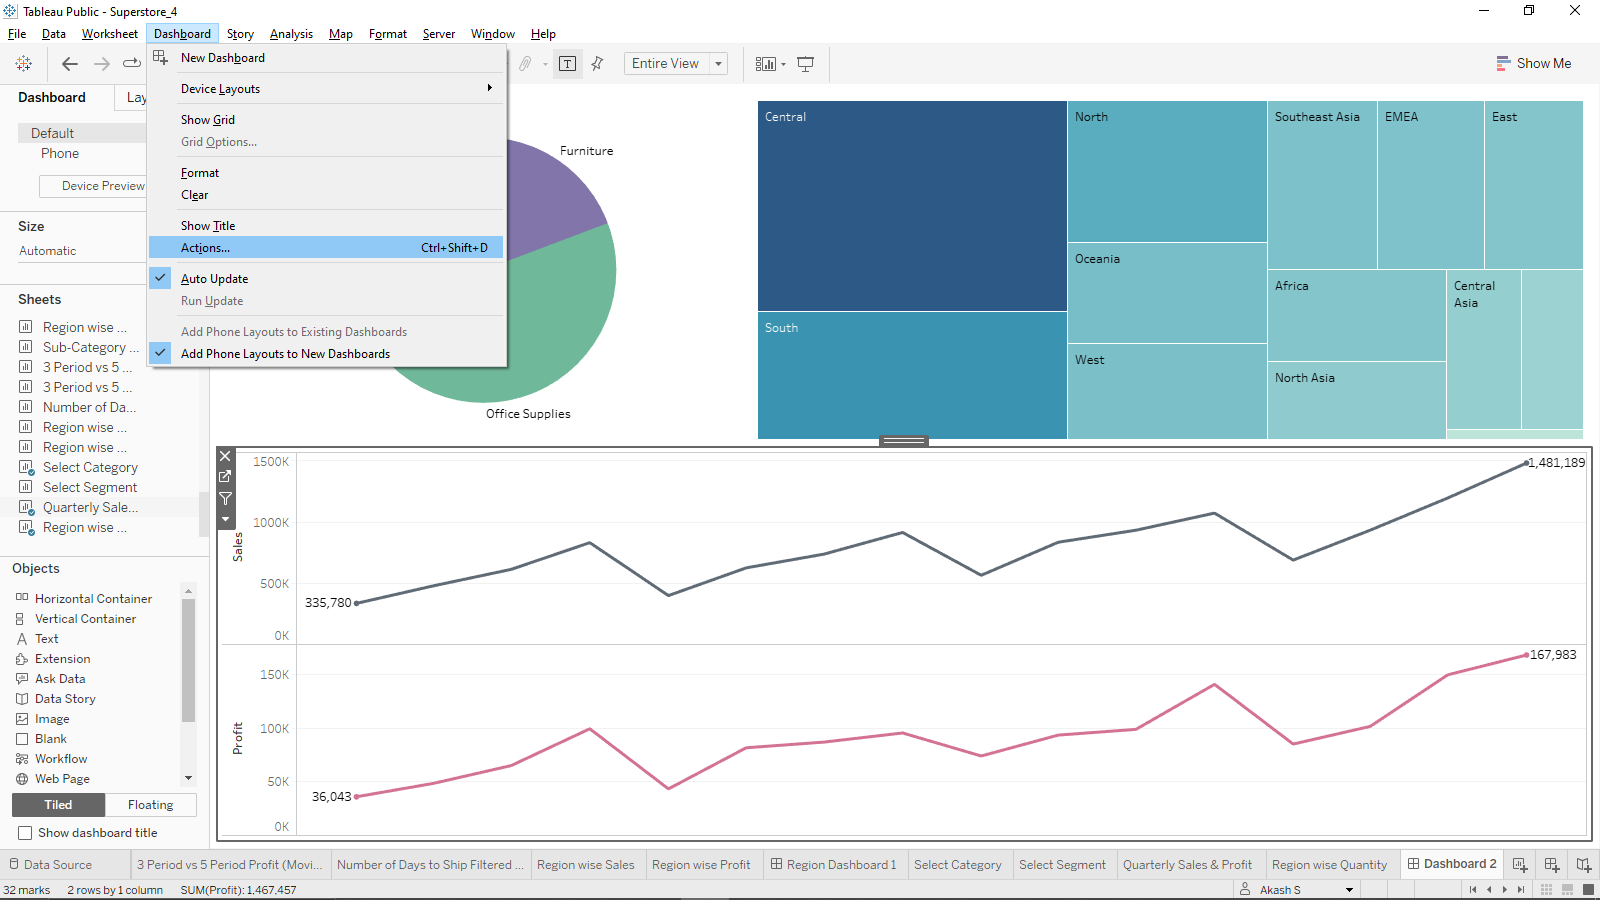 Tableau Public - Superstore_4
File Data Worksheet Dashboard Story Analysis Map Format Server Window Help
Entire View
Show Me
New Dashboard
Device Layouts
Show Grid
Grid Options...
Format
Clear
Show Title
Actions... Ctrl+Shift+D
Auto Update
Run Update
Add Phone Layouts to Existing Dashboards
Add Phone Layouts to New Dashboards
Dashboard Lay
Default
Phone
Device Preview
Size
Automatic
Sheets
Region wise ...
Sub-Category ...
3 Period vs 5 ...
3 Period vs 5 ...
Number of Da...
Region wise ...
Region wise ...
Select Category
Select Segment
Quarterly Sale...
Region wise ...
Objects
Horizontal Container
Vertical Container
Text
Extension
Ask Data
Data Story
Image
Blank
Workflow
Web Page
Tiled Floating
Show dashboard title
Furniture
Office Supplies
Central
South
North
Oceania
West
Southeast Asia
EMEA
East
Africa
North Asia
Central
Asia
1500K
1000K
500K
0K
Sales
335,780
1,481,189
150K
100K
50K
0K
Profit
36,043
167,983
Data Source 3 Period vs 5 Period Profit (Movi... Number of Days to Ship Filtered ... Region wise Sales Region wise Profit Region Dashboard 1 Select Category Select Segment Quarterly Sales & Profit Region wise Quantity Dashboard 2
32 marks 2 rows by 1 column SUM(Profit): 1,467,457 Akash S